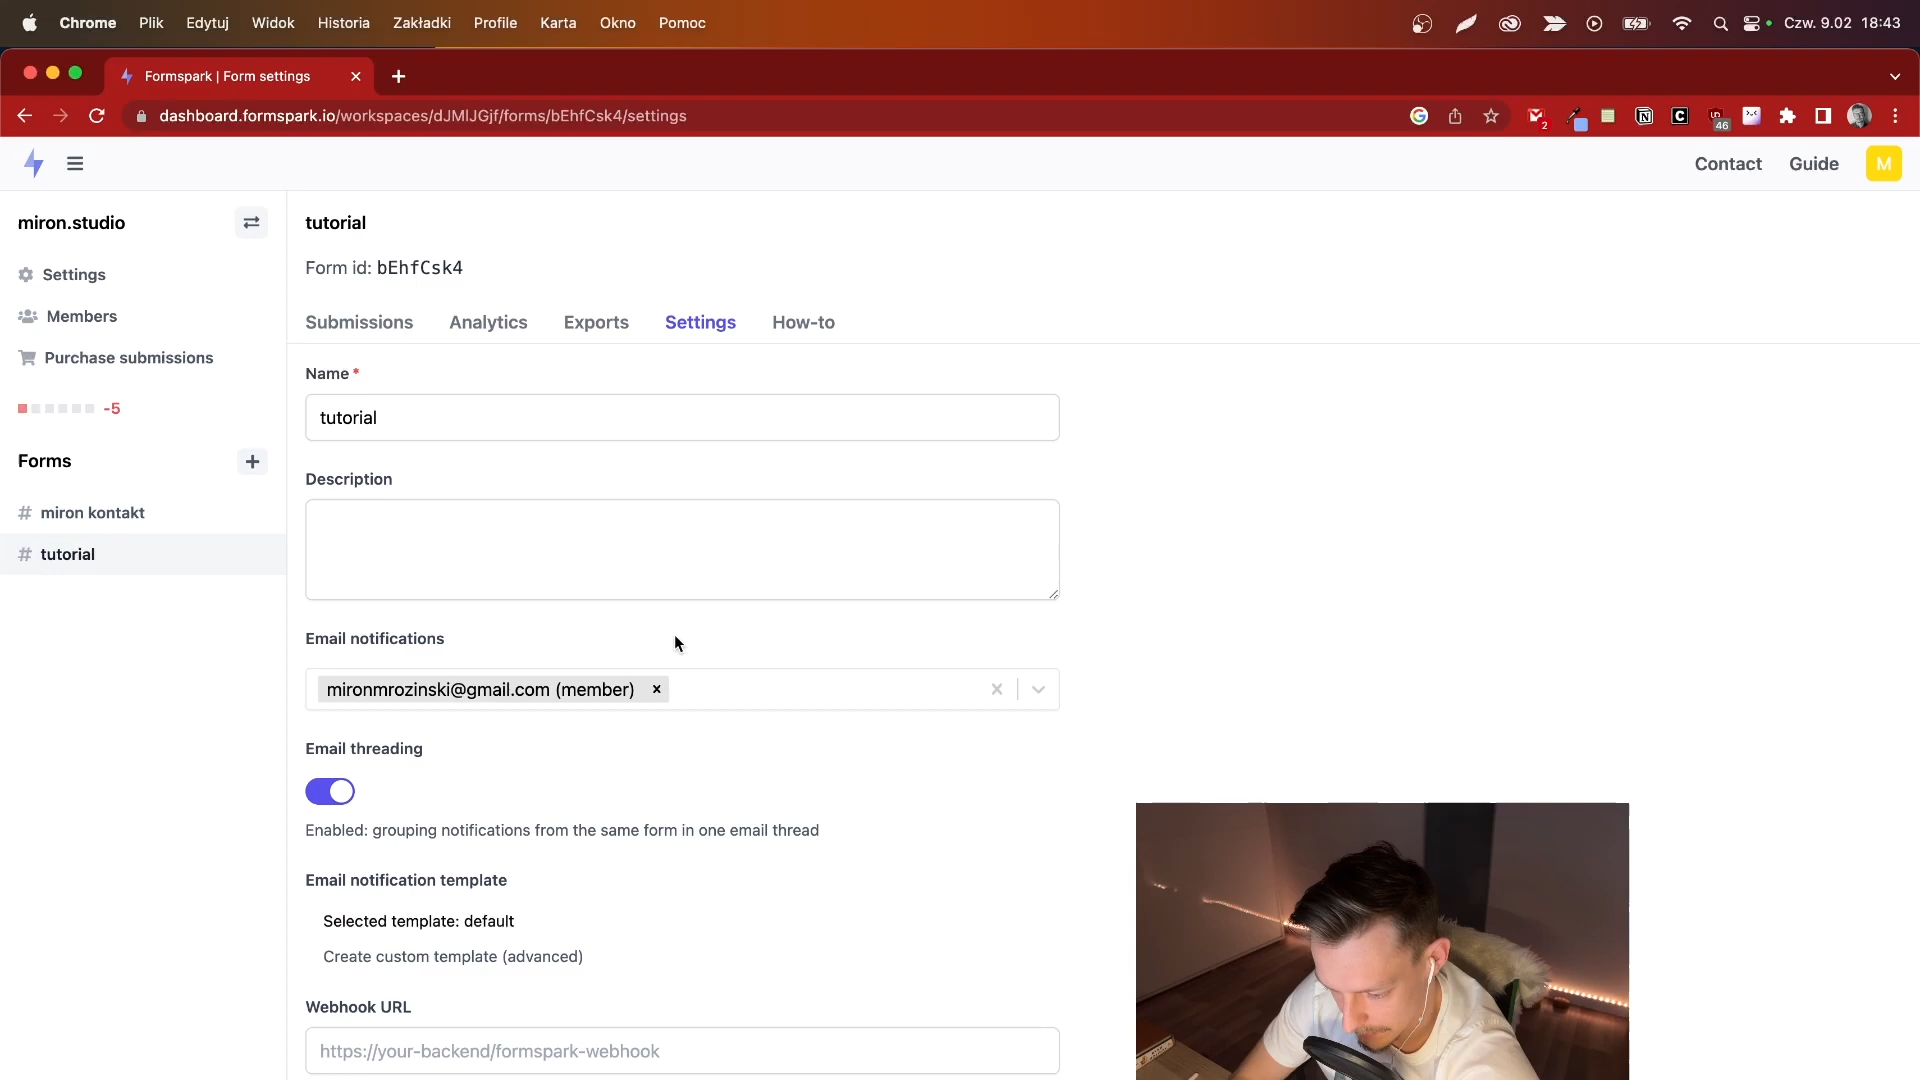 Chrome Plik Edytuj Widok Historia Zakładki Profile Karta Okno Pomoc Czw. 9.02 18:43
Formspark | Form settings
dashboard.formspark.io/workspaces/dJMlJGjf/forms/bEhfCsk4/settings 2 46
Contact Guide M
miron.studio
Settings
Members
Purchase submissions
-5
Forms
# miron kontakt
# tutorial
tutorial
Form id: bEhfCsk4
Submissions Analytics Exports Settings How-to
Name *
tutorial
Description
Email notifications
mironmrozinski@gmail.com (member)
Email threading
Enabled: grouping notifications from the same form in one email thread
Email notification template
Selected template: default
Create custom template (advanced)
Webhook URL
https://your-backend/formspark-webhook